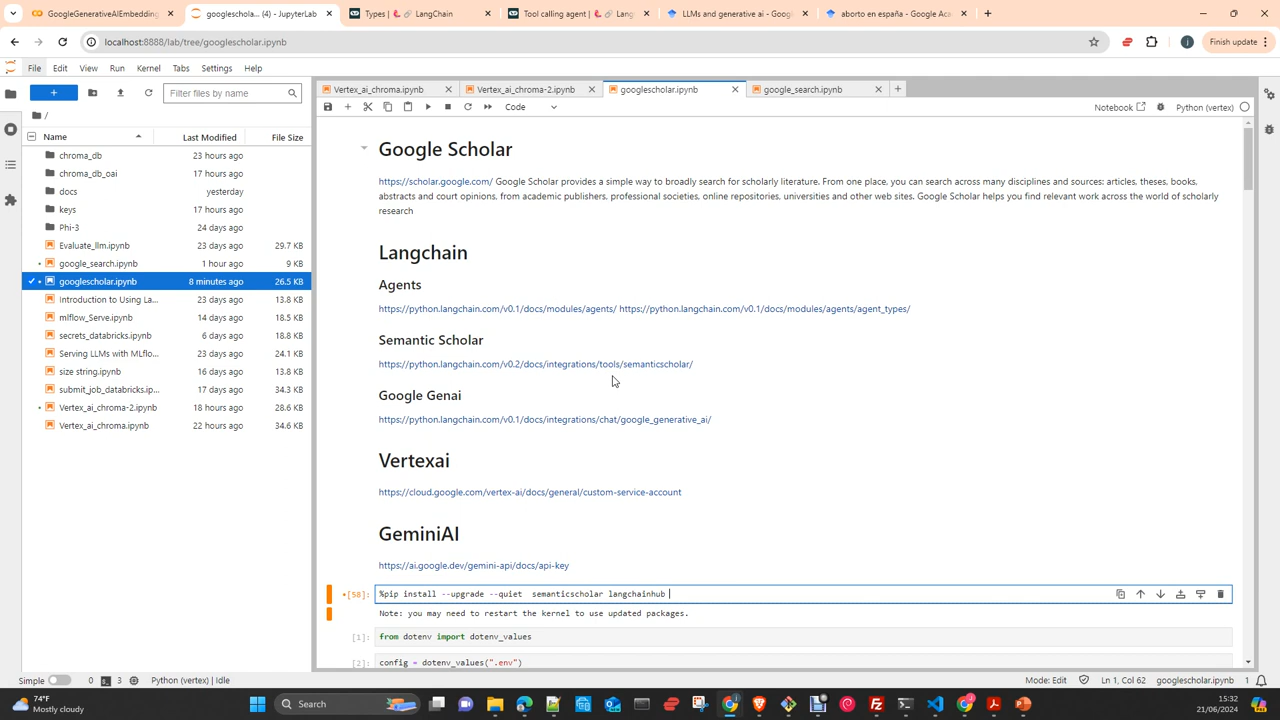 GoogleGenerativeAIEmbedding
googleschola... (4) - JupyterLab
Types | LangChain
Tool calling agent | Lang
LLMs and generative ai - Goo
aborto en españa - Google Aca
localhost:8888/lab/tree/googlescholar.ipynb
Finish update
File Edit View Run Kernel Tabs Settings Help
Filter files by name
/
Name Last Modified File Size
chroma_db 23 hours ago
chroma_db_oai 17 hours ago
docs yesterday
keys 17 hours ago
Phi-3 24 days ago
Evaluate_llm.ipynb 23 days ago 29.7 KB
google_search.ipynb 1 hour ago 9 KB
googlescholar.ipynb 8 minutes ago 26.5 KB
Introduction to Using La... 23 days ago 13.8 KB
mlflow_Serve.ipynb 14 days ago 18.5 KB
secrets_databricks.ipynb 6 days ago 18.8 KB
Serving LLMs with MLflo... 23 days ago 24.1 KB
size string.ipynb 16 days ago 13.8 KB
submit_job_databricks.ip... 17 days ago 34.3 KB
Vertex_ai_chroma-2.ipynb 18 hours ago 28.6 KB
Vertex_ai_chroma.ipynb 22 hours ago 34.6 KB
Vertex_ai_chroma.ipynb Vertex_ai_chroma-2.ipynb googlescholar.ipynb google_search.ipynb
Code Notebook Python (vertex)
Google Scholar
https://scholar.google.com/ Google Scholar provides a simple way to broadly search for scholarly literature. From one place, you can search across many disciplines and sources: articles, theses, books,
abstracts and court opinions, from academic publishers, professional societies, online repositories, universities and other web sites. Google Scholar helps you find relevant work across the world of scholarly
research
Langchain
Agents
https://python.langchain.com/v0.1/docs/modules/agents/ https://python.langchain.com/v0.1/docs/modules/agents/agent_types/
Semantic Scholar
https://python.langchain.com/v0.2/docs/integrations/tools/semanticscholar/
Google Genai
https://python.langchain.com/v0.1/docs/integrations/chat/google_generative_ai/
Vertexai
https://cloud.google.com/vertex-ai/docs/general/custom-service-account
GeminiAI
https://ai.google.dev/gemini-api/docs/api-key
[58]: %pip install --upgrade --quiet  semanticscholar langchainhub
Note: you may need to restart the kernel to use updated packages.
[1]: from dotenv import dotenv_values
[2]: config = dotenv_values(".env")
Simple 0 3 Python (vertex) | Idle Mode: Edit Ln 1, Col 62 googlescholar.ipynb 1
74°F
Mostly cloudy
Search
15:32
21/06/2024